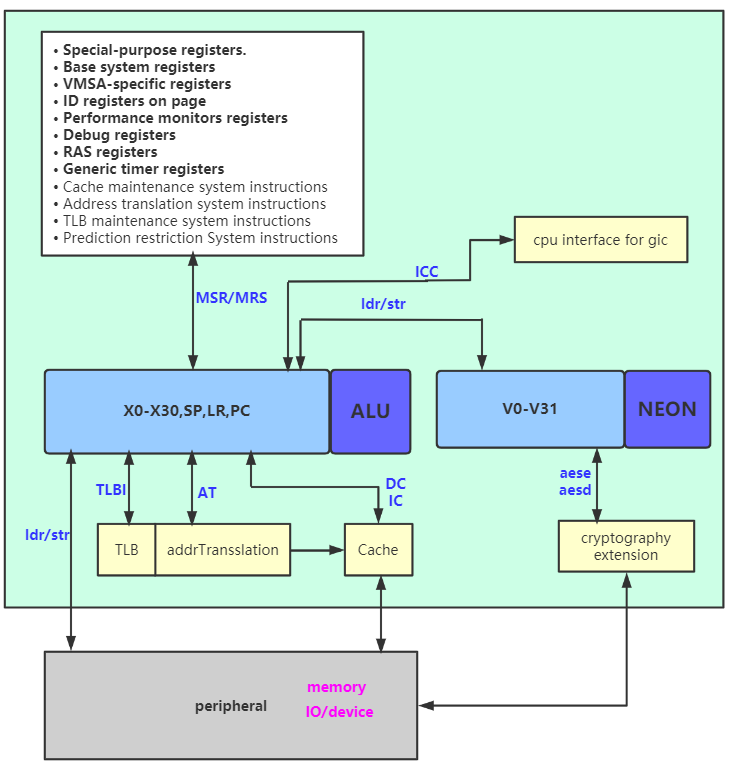 • Special-purpose registers.
• Base system registers
• VMSA-specific registers
• ID registers on page
• Performance monitors registers
• Debug registers
• RAS registers
• Generic timer registers
• Cache maintenance system instructions
• Address translation system instructions
• TLB maintenance system instructions
• Prediction restriction System instructions
cpu interface for gic
ICC
MSR/MRS
ldr/str
X0-X30,SP,LR,PC
ALU
V0-V31
NEON
TLBI
AT
DC
IC
aese
aesd
ldr/str
TLB
addrTransslation
Cache
cryptography
extension
peripheral
memory
IO/device